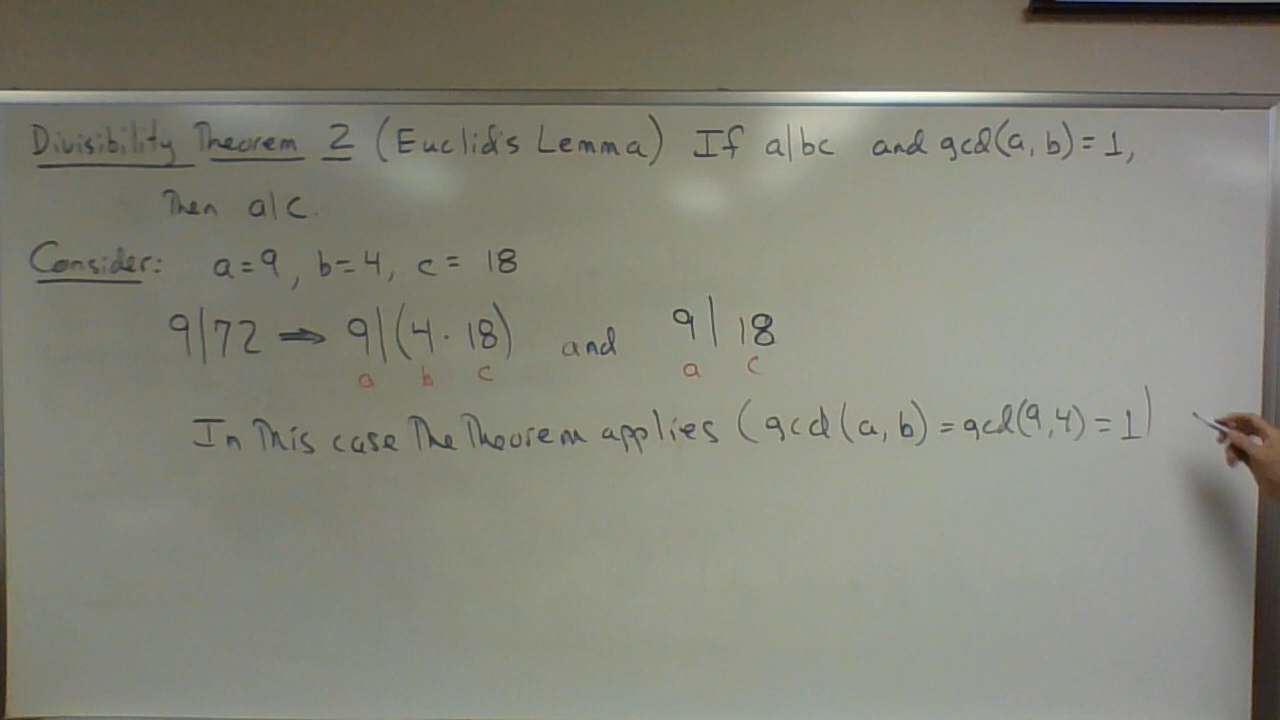 Divisibility Theorem 2 (Euclid's Lemma) If a|bc and gcd(a, b) = 1,
Then a|c.
Consider: a=9, b=4, c= 18
9|72 ⇒ 9|(4 · 18) and 9|18
a b c a c
In This case The Theorem applies (gcd(a, b) = gcd(9,4) = 1)